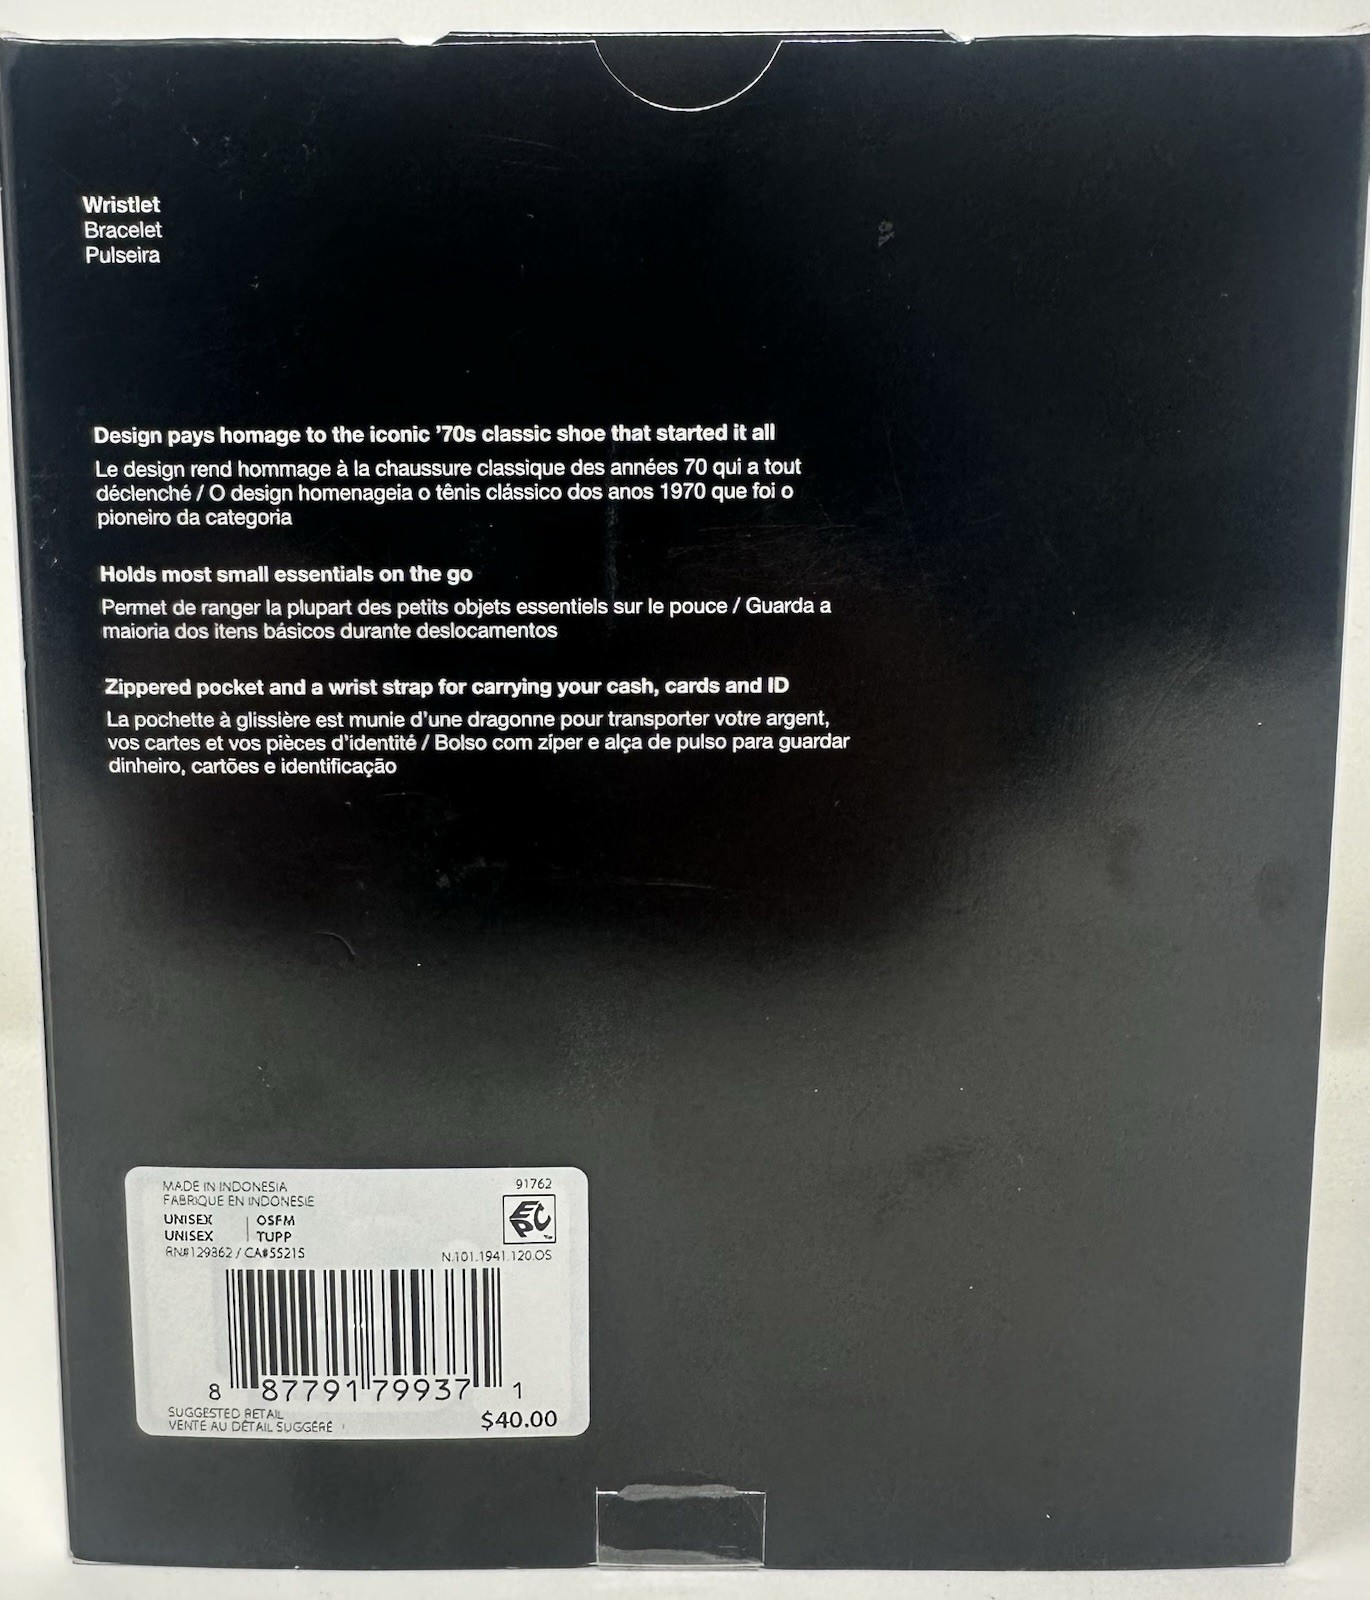 Wristlet
Bracelet
Pulseira
Design pays homage to the iconic '70s classic shoe that started it all
Le design rend hommage à la chaussure classique des années 70 qui a tout
déclenché / O design homenageia o tênis clássico dos anos 1970 que foi o
pioneiro da categoria
Holds most small essentials on the go
Permet de ranger la plupart des petits objets essentiels sur le pouce / Guarda a
maioria dos itens básicos durante deslocamentos
Zippered pocket and a wrist strap for carrying your cash, cards and ID
La pochette à glissière est munie d'une dragonne pour transporter votre argent,
vos cartes et vos pièces d'identité / Bolso com zíper e alça de pulso para guardar
dinheiro, cartões e identificação
MADE IN INDONESIA 91762
FABRIQUE EN INDONESIE
EPC
UNISEX | OSFM
UNISEX | TUPP
RN#129862 / CA#55215 N.101.1941.120.OS
8 87791 79937 1
SUGGESTED RETAIL
VENTE AU DÉTAIL SUGGÉRÉ $40.00